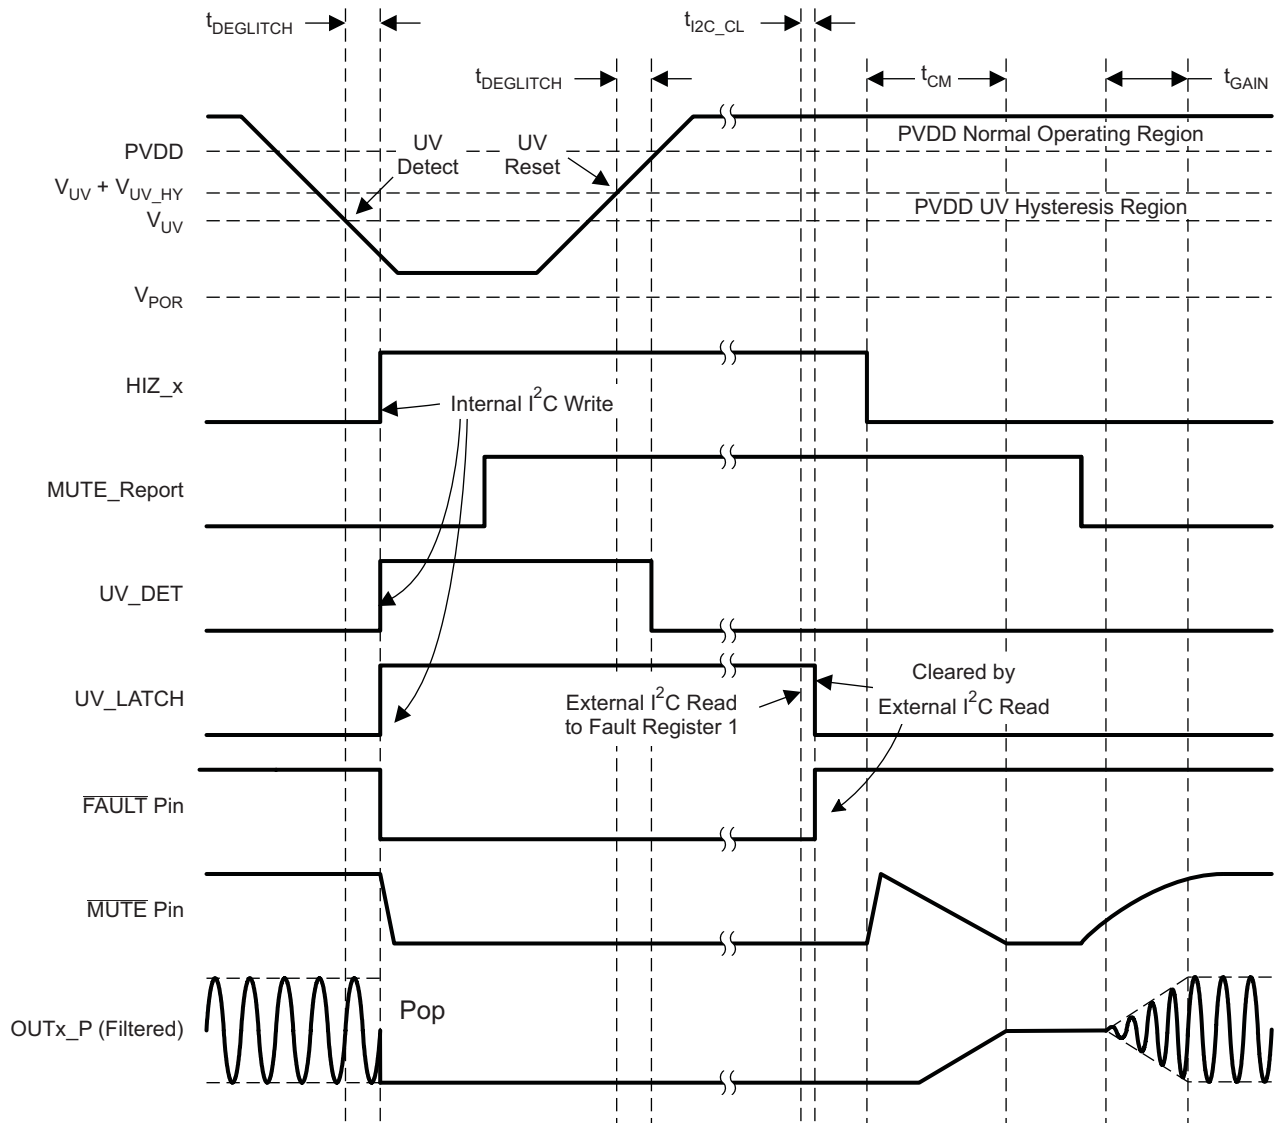 tDEGLITCH
tI2C_CL
tDEGLITCH
tCM
tGAIN
PVDD Normal Operating Region
PVDD
UV
Detect
UV
Reset
VUV + VUV_HY
PVDD UV Hysteresis Region
VUV
VPOR
HIZ_x
Internal I2C Write
MUTE_Report
UV_DET
UV_LATCH
External I2C Read
to Fault Register 1
Cleared by
External I2C Read
FAULT Pin
MUTE Pin
Pop
OUTx_P (Filtered)